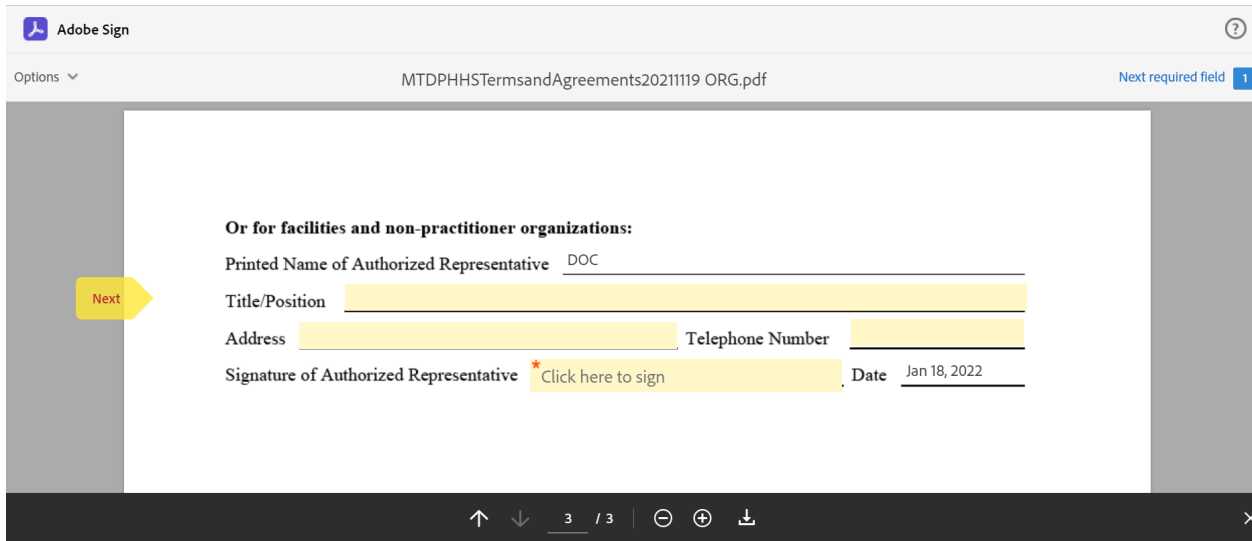 Adobe Sign ?
Options MTDPHHSTermsandAgreements20211119 ORG.pdf Next required field 1
Or for facilities and non-practitioner organizations:
Printed Name of Authorized Representative DOC
Next
Title/Position
Address Telephone Number
Signature of Authorized Representative *Click here to sign Date Jan 18, 2022
3 / 3